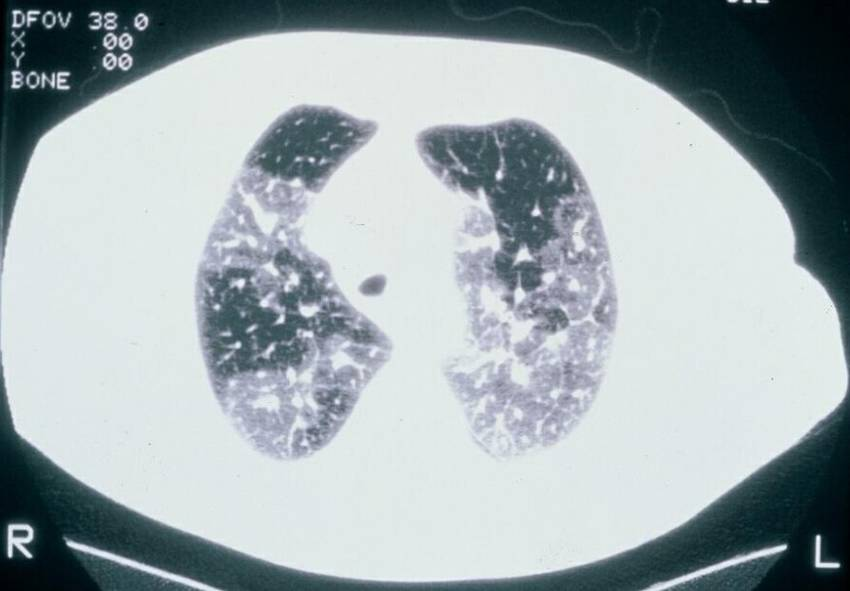 DFOV 38.0
X .00
Y .00
BONE
R L